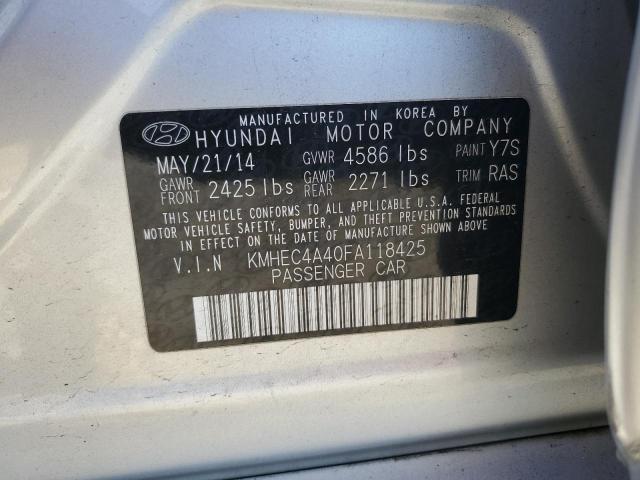 MANUFACTURED IN KOREA BY
HYUNDAI MOTOR COMPANY
MAY/21/14 GVWR 4586 lbs PAINT Y7S
GAWR FRONT 2425 lbs GAWR REAR 2271 lbs TRIM RAS
THIS VEHICLE CONFORMS TO ALL APPLICABLE U.S.A. FEDERAL
MOTOR VEHICLE SAFETY, BUMPER, AND THEFT PREVENTION
STANDARDS IN EFFECT ON THE DATE OF MANUFACTURE SHOWN ABOVE
V.I.N KMHEC4A40FA118425
PASSENGER CAR